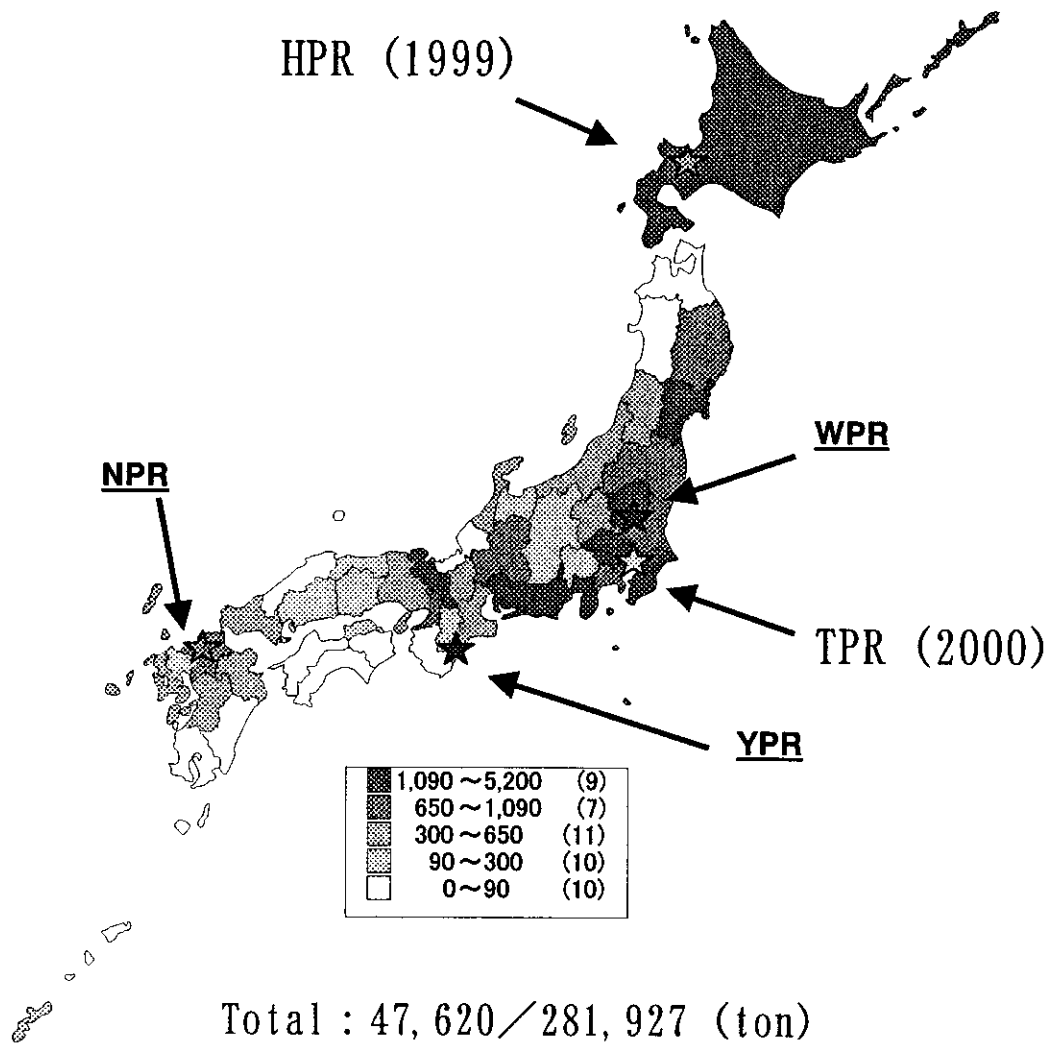 HPR (1999)
WPR
NPR
TPR (2000)
YPR
1,090～5,200 (9)
650～1,090 (7)
300～650 (11)
90～300 (10)
0～90 (10)
Total : 47,620／281,927 (ton)